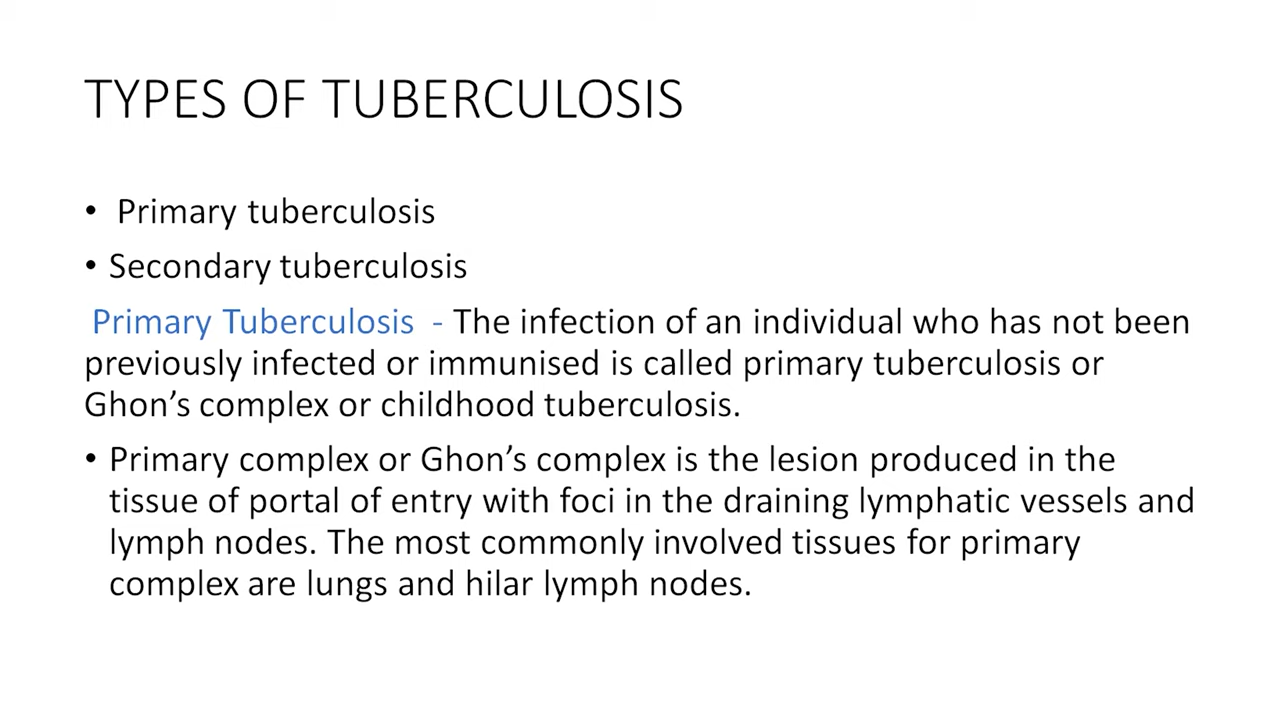 TYPES OF TUBERCULOSIS
• Primary tuberculosis
• Secondary tuberculosis
Primary Tuberculosis - The infection of an individual who has not been
previously infected or immunised is called primary tuberculosis or
Ghon’s complex or childhood tuberculosis.
• Primary complex or Ghon’s complex is the lesion produced in the
tissue of portal of entry with foci in the draining lymphatic vessels and
lymph nodes. The most commonly involved tissues for primary
complex are lungs and hilar lymph nodes.